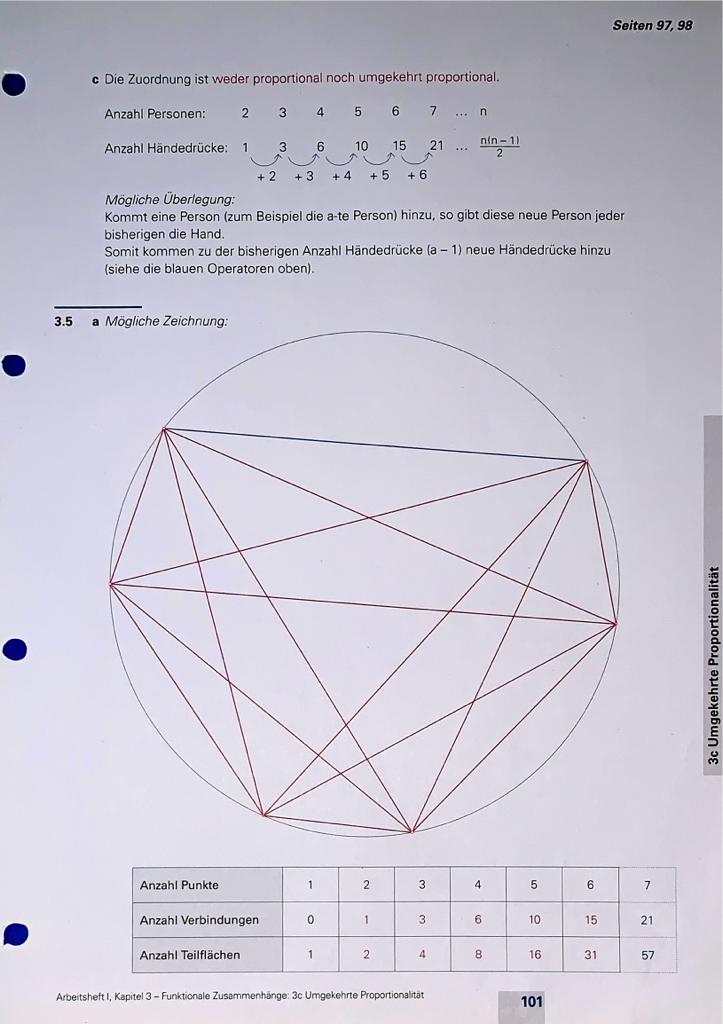 Seiten 97, 98
c Die Zuordnung ist weder proportional noch umgekehrt proportional.
Anzahl Personen: 2 3 4 5 6 7 ... n
Anzahl Händedrücke: 1 3 6 10 15 21 ... n(n – 1)/2
+ 2 + 3 + 4 + 5 + 6
Mögliche Überlegung:
Kommt eine Person (zum Beispiel die a-te Person) hinzu, so gibt diese neue Person jeder
bisherigen die Hand.
Somit kommen zu der bisherigen Anzahl Händedrücke (a – 1) neue Händedrücke hinzu
(siehe die blauen Operatoren oben).
3.5 a Mögliche Zeichnung:
3c Umgekehrte Proportionalität
Anzahl Punkte 1 2 3 4 5 6 7
Anzahl Verbindungen 0 1 3 6 10 15 21
Anzahl Teilflächen 1 2 4 8 16 31 57
Arbeitsheft I, Kapitel 3 – Funktionale Zusammenhänge: 3c Umgekehrte Proportionalität
101